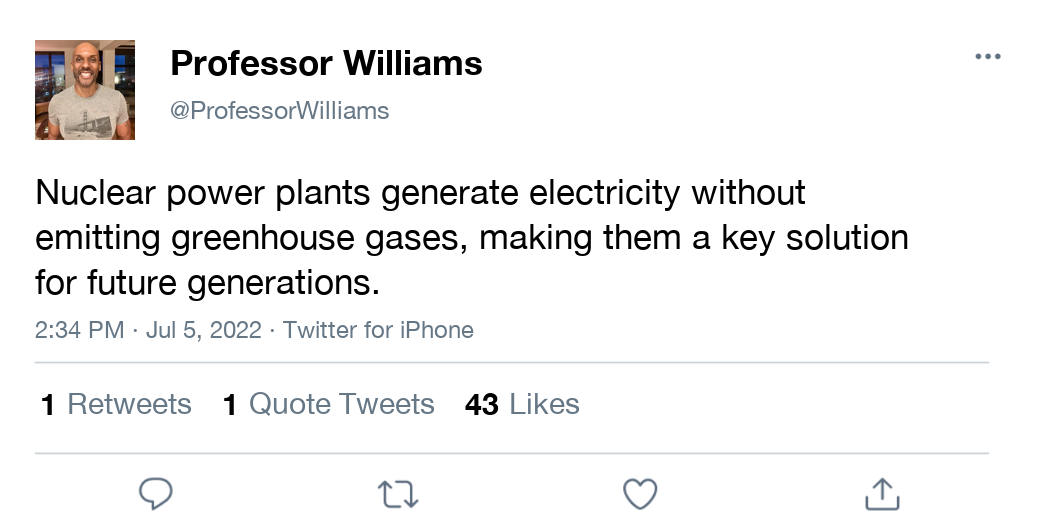 Professor Williams
@ProfessorWilliams
Nuclear power plants generate electricity without
emitting greenhouse gases, making them a key solution
for future generations.
2:34 PM · Jul 5, 2022 · Twitter for iPhone
1 Retweets 1 Quote Tweets 43 Likes